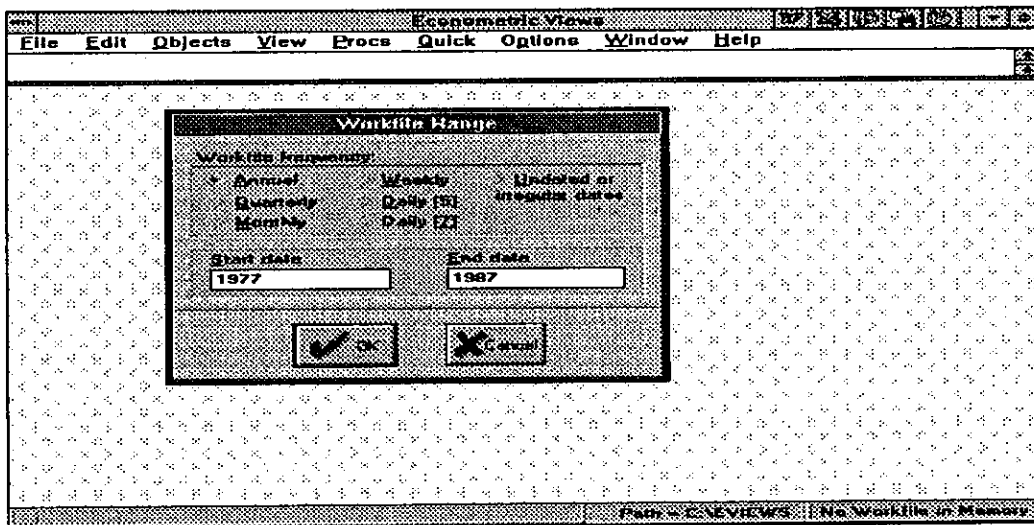 Econometric Views
File Edit Objects View Procs Quick Options Window Help
Workfile Range
Workfile frequency:
Annual Weekly Undated or
Quarterly Daily [5] irregular dates
Monthly Daily [7]
Start date End date
1977 1987
OK Cancel
Path = C:\EVIEWS No Workfile in Memory